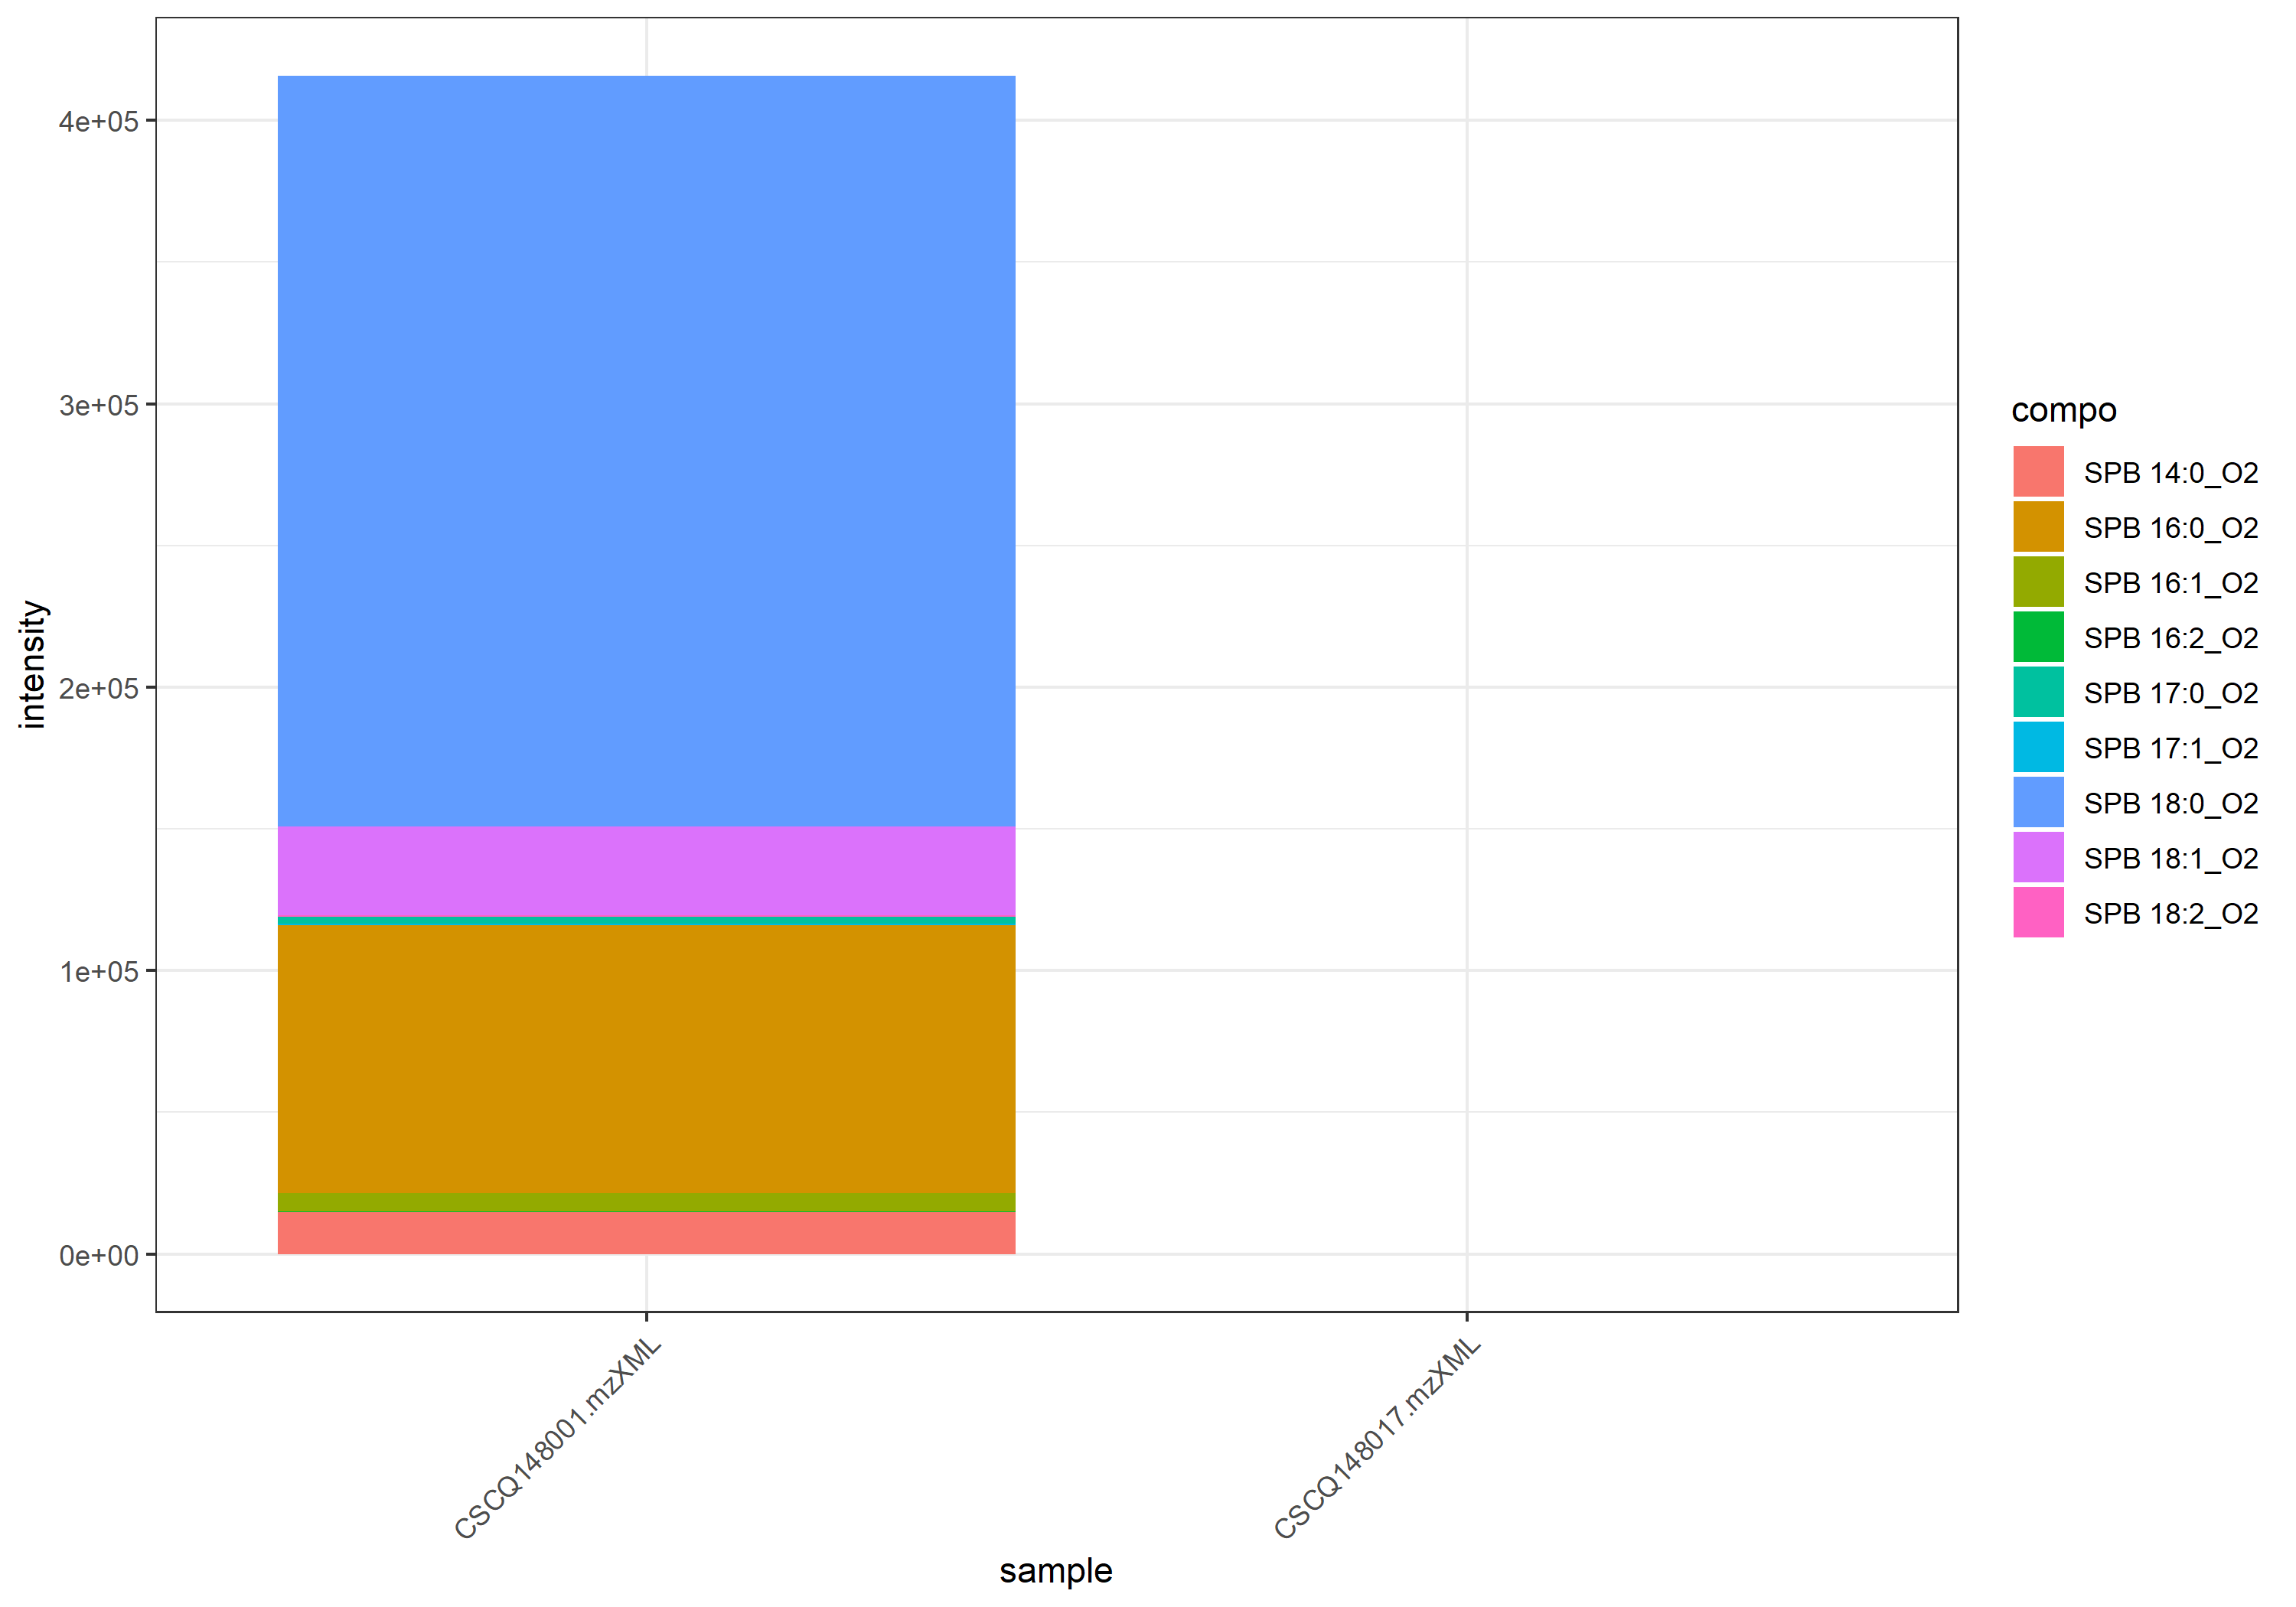 4e+05
3e+05
2e+05
1e+05
0e+00
intensity
CSCQ148001.mzXML
CSCQ148017.mzXML
sample
compo
SPB 14:0_O2
SPB 16:0_O2
SPB 16:1_O2
SPB 16:2_O2
SPB 17:0_O2
SPB 17:1_O2
SPB 18:0_O2
SPB 18:1_O2
SPB 18:2_O2